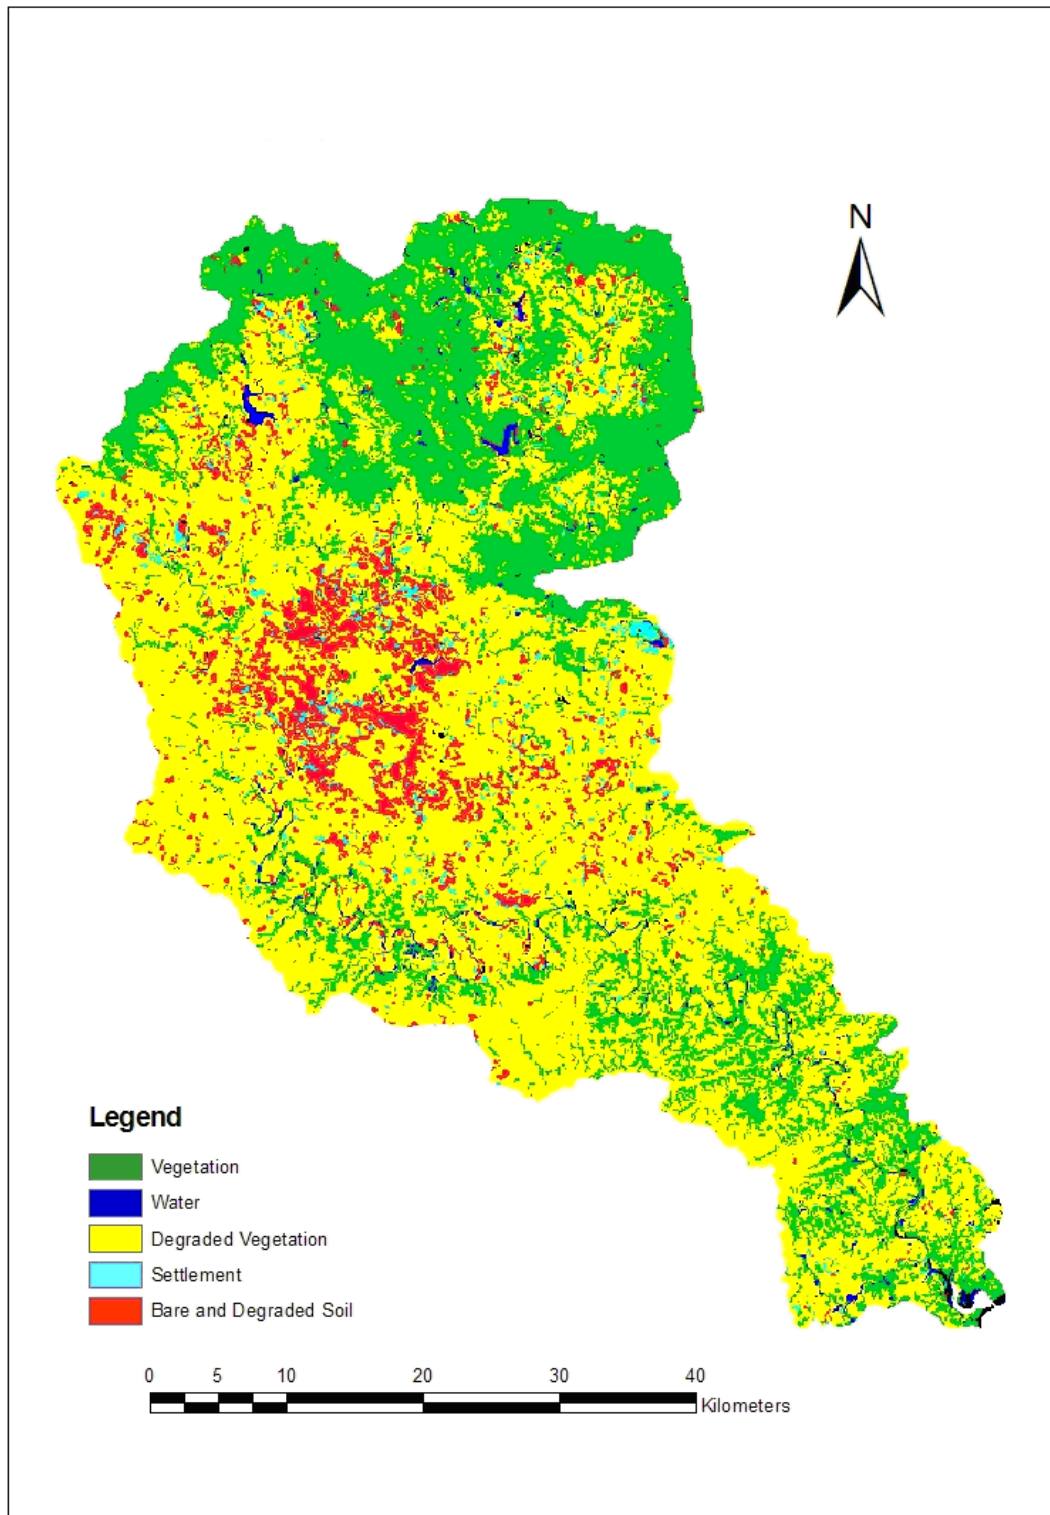 N
Legend
Vegetation
Water
Degraded Vegetation
Settlement
Bare and Degraded Soil
0 5 10 20 30 40
Kilometers